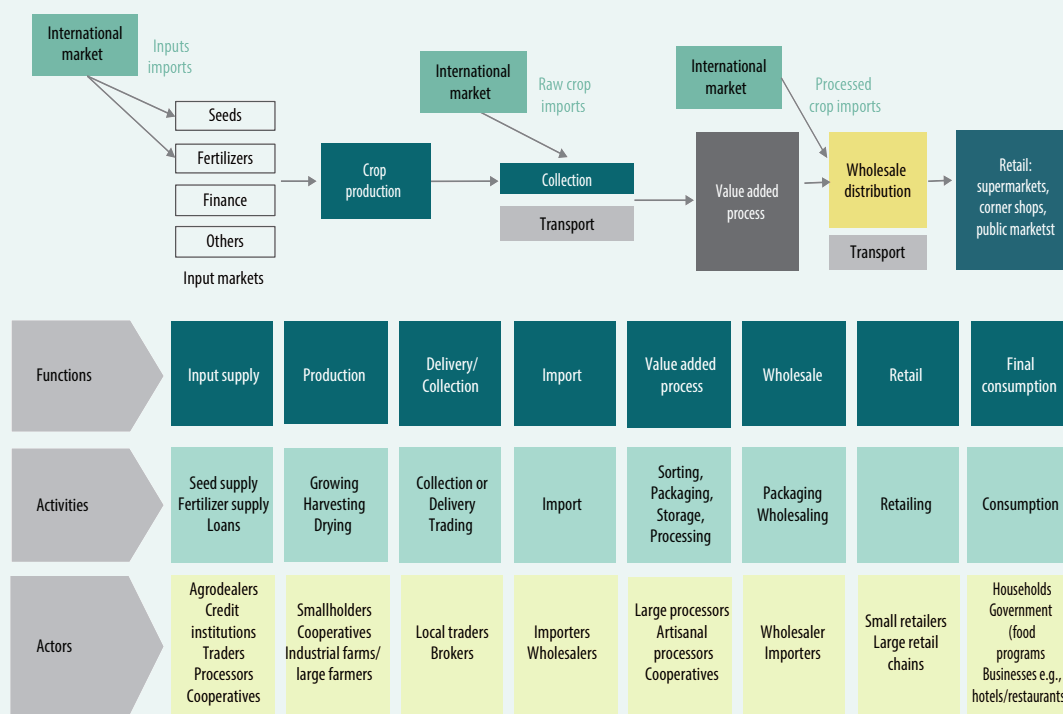 International
market
Inputs
imports
Seeds
Fertilizers
Finance
Others
Input markets
Crop
production
International
market
Raw crop
imports
Collection
Transport
Value added
process
International
market
Processed
crop imports
Wholesale
distribution
Transport
Retail:
supermarkets,
corner shops,
public marketst
Functions
Input supply
Production
Delivery/
Collection
Import
Value added
process
Wholesale
Retail
Final
consumption
Activities
Seed supply
Fertilizer supply
Loans
Growing
Harvesting
Drying
Collection or
Delivery
Trading
Import
Sorting,
Packaging,
Storage,
Processing
Packaging
Wholesaling
Retailing
Consumption
Actors
Agrodealers
Credit
institutions
Traders
Processors
Cooperatives
Smallholders
Cooperatives
Industrial farms/
large farmers
Local traders
Brokers
Importers
Wholesalers
Large processors
Artisanal
processors
Cooperatives
Wholesaler
Importers
Small retailers
Large retail
chains
Households
Government
(food
programs
Businesses e.g.,
hotels/restaurants